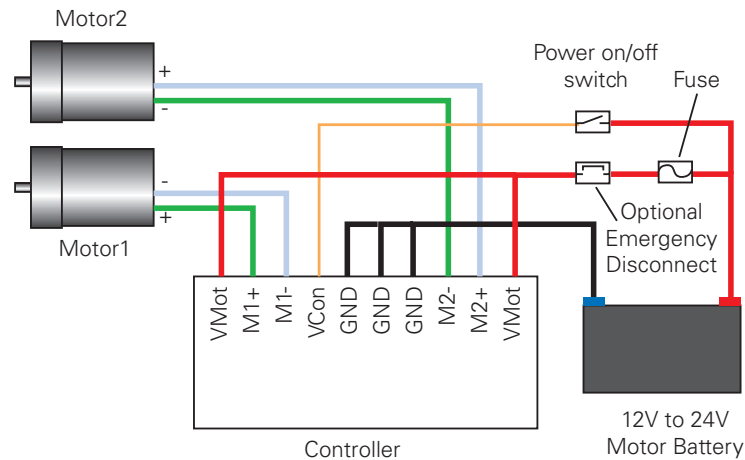 Motor2
+
-
Power on/off
switch
Fuse
-
+
Motor1
Optional
Emergency
Disconnect
VMot
M1+
M1-
VCon
GND
GND
GND
M2-
M2+
VMot
Controller
12V to 24V
Motor Battery